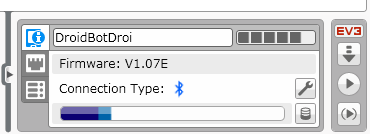 DroidBotDroi
EV3
Firmware: V1.07E
Connection Type: